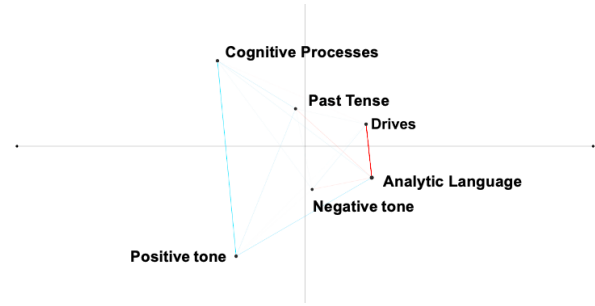 Cognitive Processes
Past Tense
Drives
Analytic Language
Negative tone
Positive tone